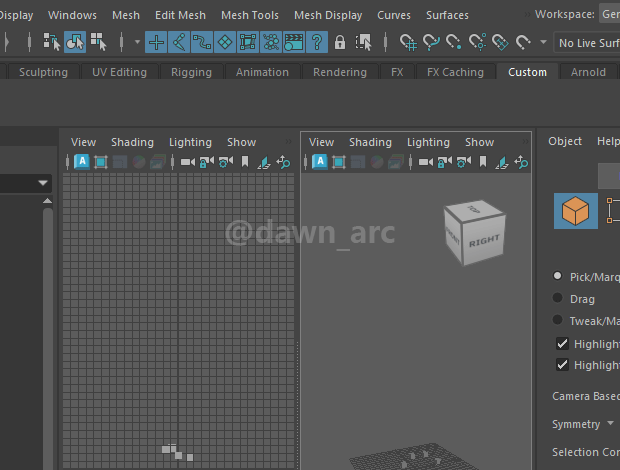 Display Windows Mesh Edit Mesh Mesh Tools Mesh Display Curves Surfaces Workspace: Gen
No Live Surf
Sculpting UV Editing Rigging Animation Rendering FX FX Caching Custom Arnold
View Shading Lighting Show
View Shading Lighting Show
Object Help
@dawn_arc
TOP
FRONT
RIGHT
Pick/Marq
Drag
Tweak/Ma
Highlight
Highlight
Camera Based
Symmetry
Selection Con